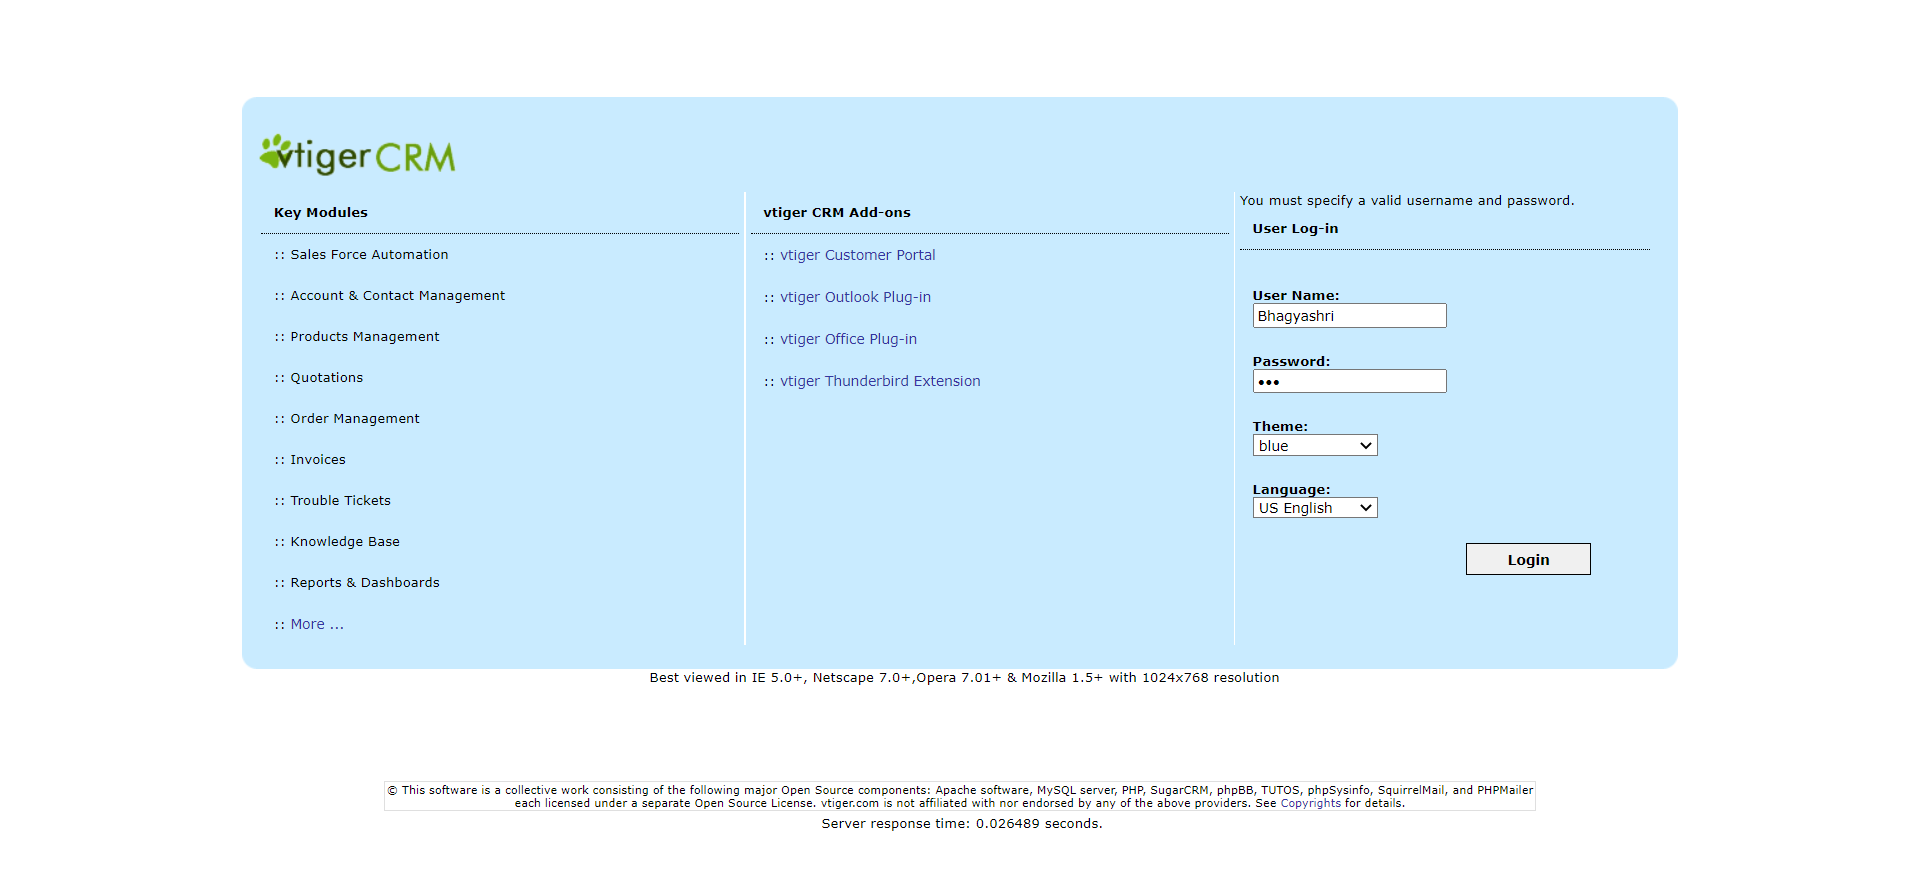 vtiger CRM
Key Modules
:: Sales Force Automation
:: Account & Contact Management
:: Products Management
:: Quotations
:: Order Management
:: Invoices
:: Trouble Tickets
:: Knowledge Base
:: Reports & Dashboards
:: More ...
vtiger CRM Add-ons
:: vtiger Customer Portal
:: vtiger Outlook Plug-in
:: vtiger Office Plug-in
:: vtiger Thunderbird Extension
You must specify a valid username and password.
User Log-in
User Name:
Bhagyashri
Password:
•••
Theme:
blue
Language:
US English
Login
Best viewed in IE 5.0+, Netscape 7.0+,Opera 7.01+ & Mozilla 1.5+ with 1024x768 resolution
© This software is a collective work consisting of the following major Open Source components: Apache software, MySQL server, PHP, SugarCRM, phpBB, TUTOS, phpSysinfo, SquirrelMail, and PHPMailer
each licensed under a separate Open Source License. vtiger.com is not affiliated with nor endorsed by any of the above providers. See Copyrights for details.
Server response time: 0.026489 seconds.